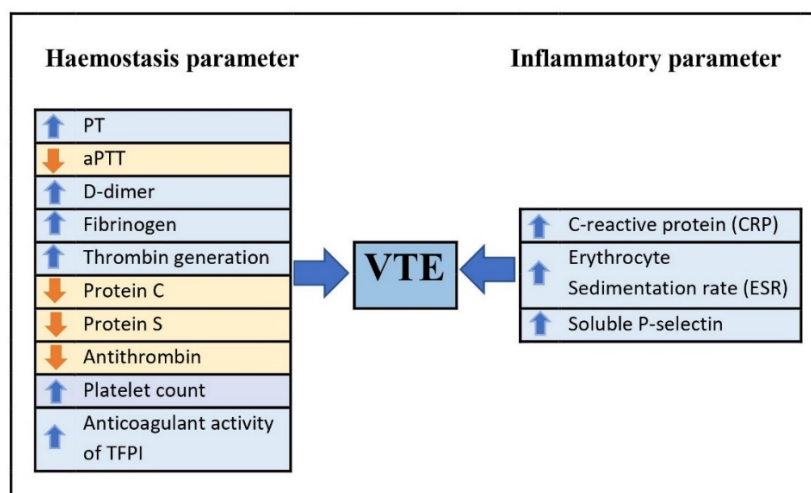 Haemostasis parameter
Inflammatory parameter
PT
aPTT
D-dimer
Fibrinogen
Thrombin generation
Protein C
Protein S
Antithrombin
Platelet count
Anticoagulant activity
of TFPI
VTE
C-reactive protein (CRP)
Erythrocyte
Sedimentation rate (ESR)
Soluble P-selectin